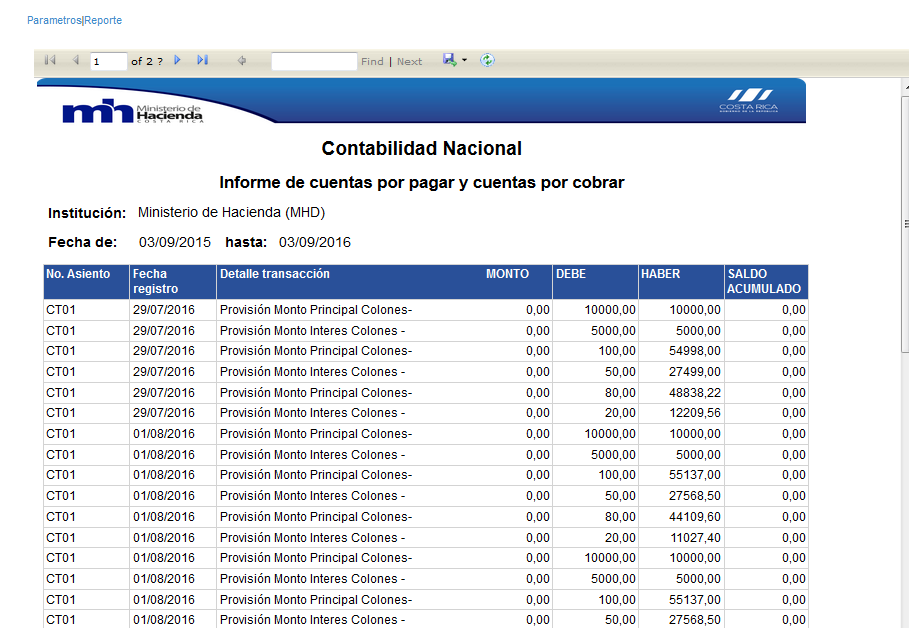 Parametros|Reporte
1 of 2 ? Find | Next
mh Ministerio de Hacienda COSTA RICA
COSTA RICA
GOBIERNO DE LA REPUBLICA
Contabilidad Nacional
Informe de cuentas por pagar y cuentas por cobrar
Institución: Ministerio de Hacienda (MHD)
Fecha de: 03/09/2015 hasta: 03/09/2016
No. Asiento Fecha registro Detalle transacción MONTO DEBE HABER SALDO ACUMULADO
CT01 29/07/2016 Provisión Monto Principal Colones- 0,00 10000,00 10000,00 0,00
CT01 29/07/2016 Provisión Monto Interes Colones - 0,00 5000,00 5000,00 0,00
CT01 29/07/2016 Provisión Monto Principal Colones- 0,00 100,00 54998,00 0,00
CT01 29/07/2016 Provisión Monto Interes Colones - 0,00 50,00 27499,00 0,00
CT01 29/07/2016 Provisión Monto Principal Colones- 0,00 80,00 48838,22 0,00
CT01 29/07/2016 Provisión Monto Interes Colones - 0,00 20,00 12209,56 0,00
CT01 01/08/2016 Provisión Monto Principal Colones- 0,00 10000,00 10000,00 0,00
CT01 01/08/2016 Provisión Monto Interes Colones - 0,00 5000,00 5000,00 0,00
CT01 01/08/2016 Provisión Monto Principal Colones- 0,00 100,00 55137,00 0,00
CT01 01/08/2016 Provisión Monto Interes Colones - 0,00 50,00 27568,50 0,00
CT01 01/08/2016 Provisión Monto Principal Colones- 0,00 80,00 44109,60 0,00
CT01 01/08/2016 Provisión Monto Interes Colones - 0,00 20,00 11027,40 0,00
CT01 01/08/2016 Provisión Monto Principal Colones- 0,00 10000,00 10000,00 0,00
CT01 01/08/2016 Provisión Monto Interes Colones - 0,00 5000,00 5000,00 0,00
CT01 01/08/2016 Provisión Monto Principal Colones- 0,00 100,00 55137,00 0,00
CT01 01/08/2016 Provisión Monto Interes Colones - 0,00 50,00 27568,50 0,00